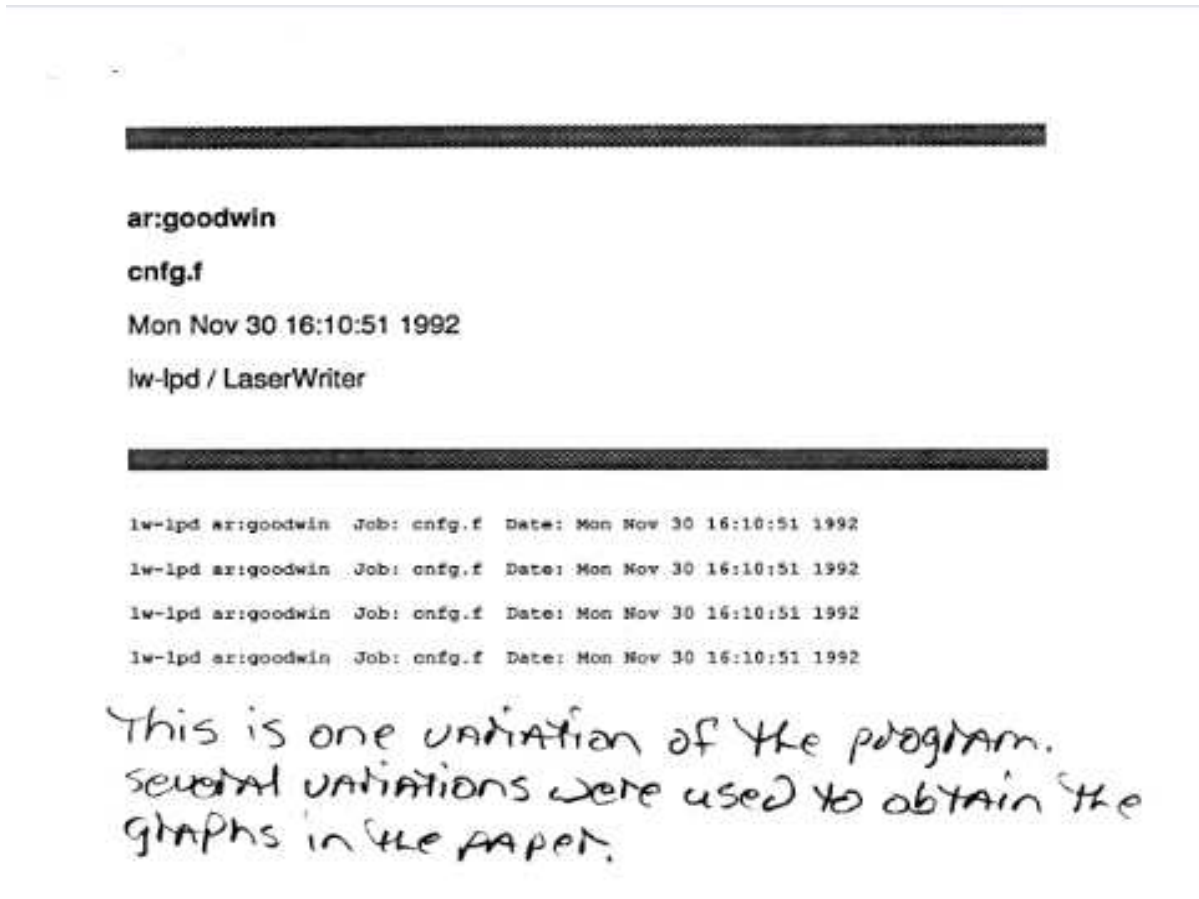 ar:goodwin
cnfg.f
Mon Nov 30 16:10:51 1992
lw-lpd / LaserWriter
lw-lpd ar:goodwin Job: cnfg.f Date: Mon Nov 30 16:10:51 1992
lw-lpd ar:goodwin Job: cnfg.f Date: Mon Nov 30 16:10:51 1992
lw-lpd ar:goodwin Job: cnfg.f Date: Mon Nov 30 16:10:51 1992
lw-lpd ar:goodwin Job: cnfg.f Date: Mon Nov 30 16:10:51 1992
This is one variation of the program.
Several variations were used to obtain the
graphs in the paper.